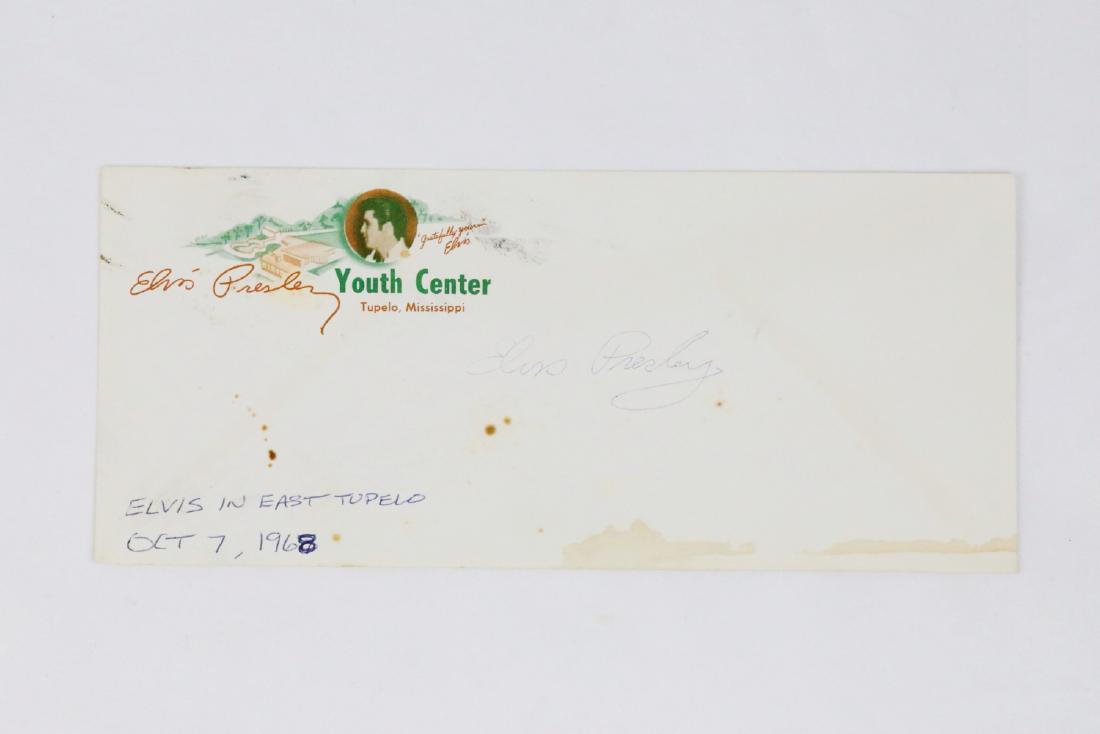 "Gratefully yours"
Elvis
Elvis Presley Youth Center
Tupelo, Mississippi
Elvis Presley
ELVIS IN EAST TUPELO
OCT 7, 1968